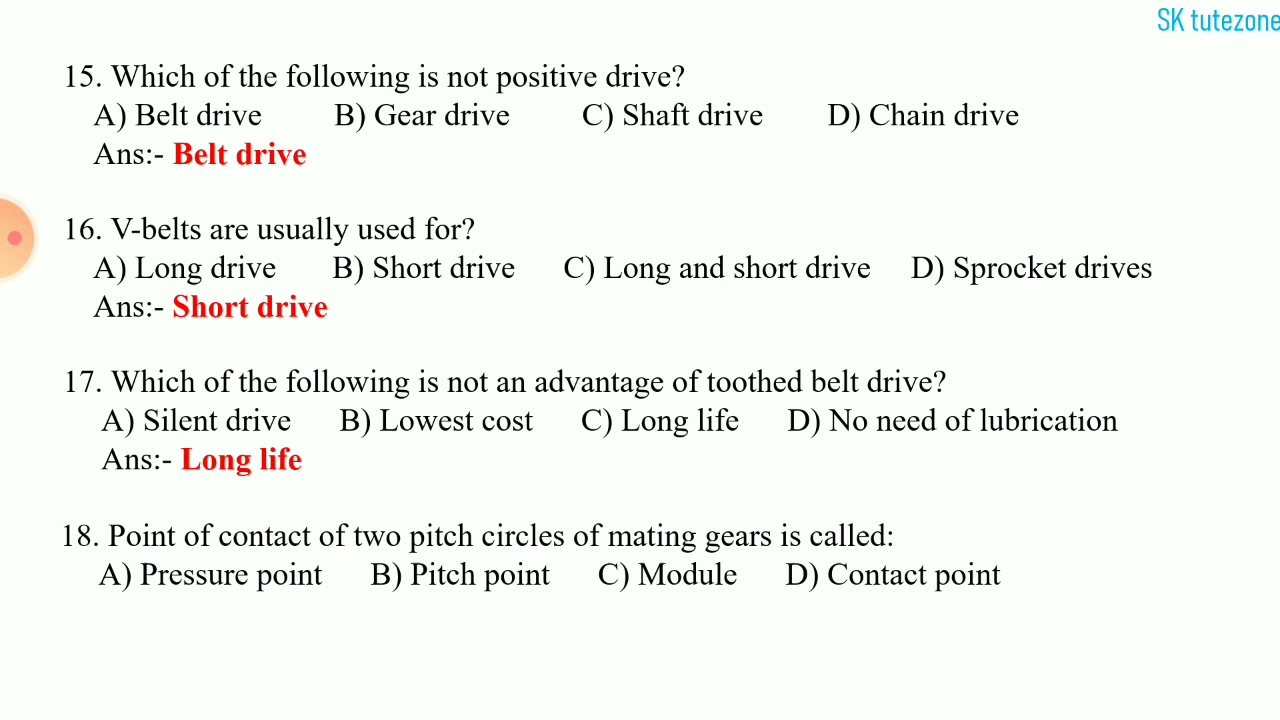 SK tutezone
15. Which of the following is not positive drive?
A) Belt drive B) Gear drive C) Shaft drive D) Chain drive
Ans:- Belt drive
16. V-belts are usually used for?
A) Long drive B) Short drive C) Long and short drive D) Sprocket drives
Ans:- Short drive
17. Which of the following is not an advantage of toothed belt drive?
A) Silent drive B) Lowest cost C) Long life D) No need of lubrication
Ans:- Long life
18. Point of contact of two pitch circles of mating gears is called:
A) Pressure point B) Pitch point C) Module D) Contact point